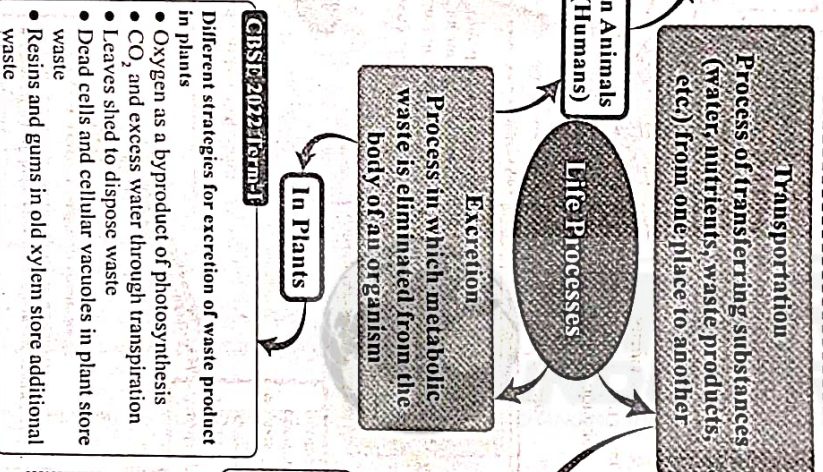 Transportation
Process of transferring substances
(water, nutrients, waste products,
etc.) from one place to another
n Animals
(Humans)
Life Processes
Excretion
Process in which metabolic
waste is eliminated from the
body of an organism
In Plants
CBSE 2022 Term-I
Different strategies for excretion of waste product
in plants
● Oxygen as a byproduct of photosynthesis
● CO₂ and excess water through transpiration
● Leaves shed to dispose waste
● Dead cells and cellular vacuoles in plant store
waste
● Resins and gums in old xylem store additional
waste